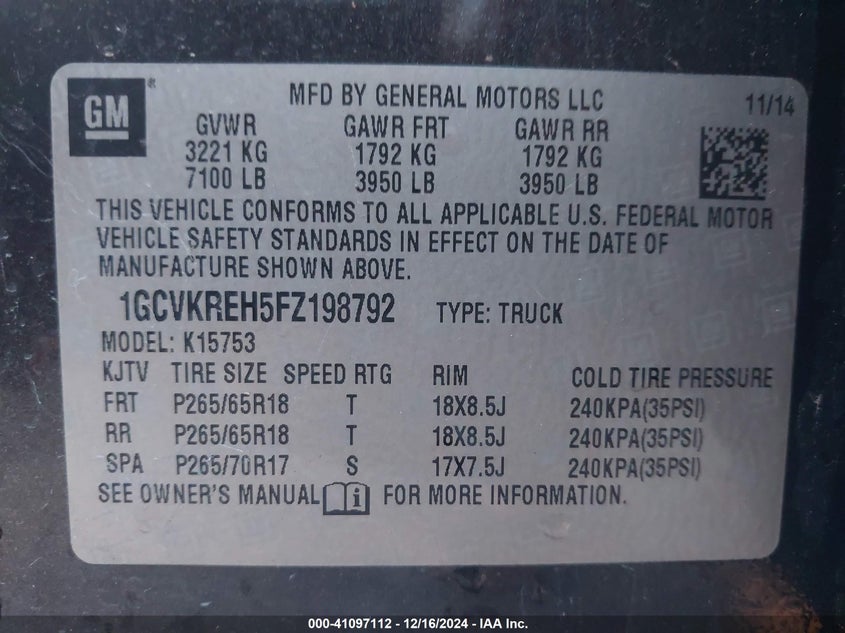 GM
MFD BY GENERAL MOTORS LLC
11/14
GVWR GAWR FRT GAWR RR
3221 KG 1792 KG 1792 KG
7100 LB 3950 LB 3950 LB
THIS VEHICLE CONFORMS TO ALL APPLICABLE U.S. FEDERAL MOTOR
VEHICLE SAFETY STANDARDS IN EFFECT ON THE DATE OF
MANUFACTURE SHOWN ABOVE.
1GCVKREH5FZ198792 TYPE: TRUCK
MODEL: K15753
KJTV TIRE SIZE SPEED RTG RIM COLD TIRE PRESSURE
FRT P265/65R18 T 18X8.5J 240KPA(35PSI)
RR P265/65R18 T 18X8.5J 240KPA(35PSI)
SPA P265/70R17 S 17X7.5J 240KPA(35PSI)
SEE OWNER'S MANUAL i FOR MORE INFORMATION.
000-41097112 - 12/16/2024 - IAA Inc.